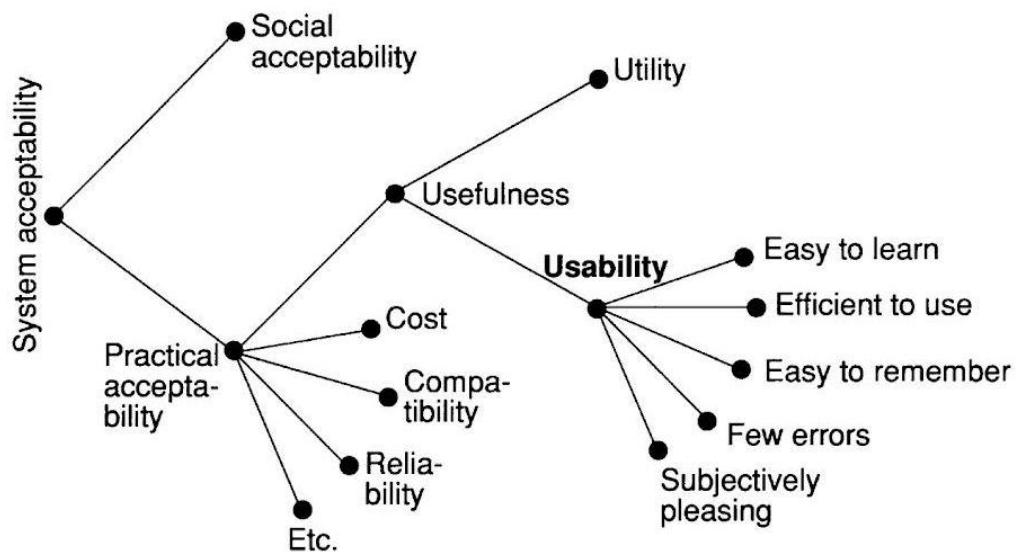 System acceptability
Social
acceptability
Utility
Usefulness
Usability
Easy to learn
Efficient to use
Easy to remember
Few errors
Subjectively
pleasing
Practical
accepta-
bility
Cost
Compa-
tibility
Relia-
bility
Etc.